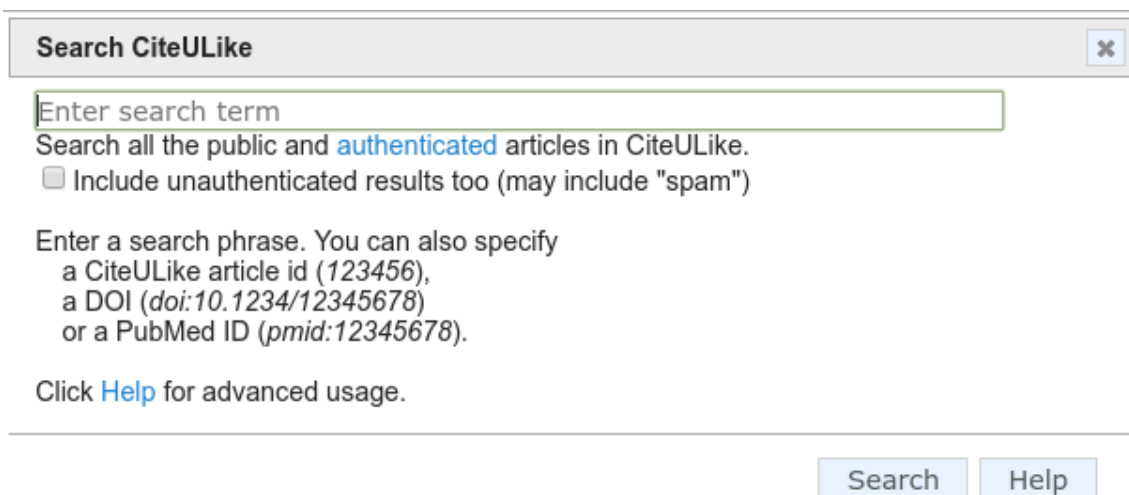 Search CiteULike
Enter search term
Search all the public and authenticated articles in CiteULike.
Include unauthenticated results too (may include "spam")
Enter a search phrase. You can also specify
a CiteULike article id (123456),
a DOI (doi:10.1234/12345678)
or a PubMed ID (pmid:12345678).
Click Help for advanced usage.
Search Help